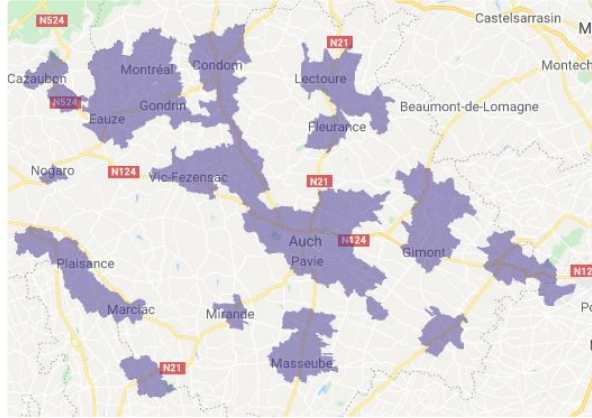 N524
Castelsarrasin
M
N21
Montréal
Condom
Montech
Cazaubon
Lectoure
N524
Gondrin
Beaumont-de-Lomagne
Eauze
Fleurance
Nogaro
N124
Vic-Fezensac
N21
Auch
N124
Gimont
Plaisance
Pavie
N12
Marciac
Mirande
Po
N21
Masseube